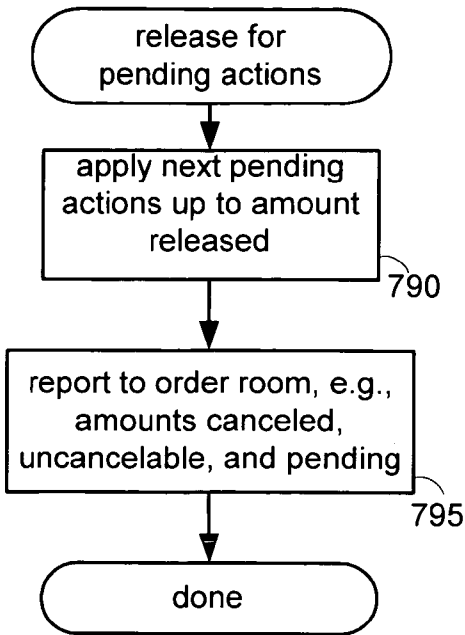 release for
pending actions
apply next pending
actions up to amount
released
790
report to order room, e.g.,
amounts canceled,
uncancelable, and pending
795
done